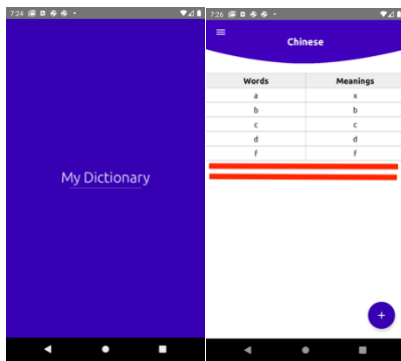 7:24
My Dictionary
7:26
Chinese
Words Meanings
a x
b b
c c
d d
f f
+